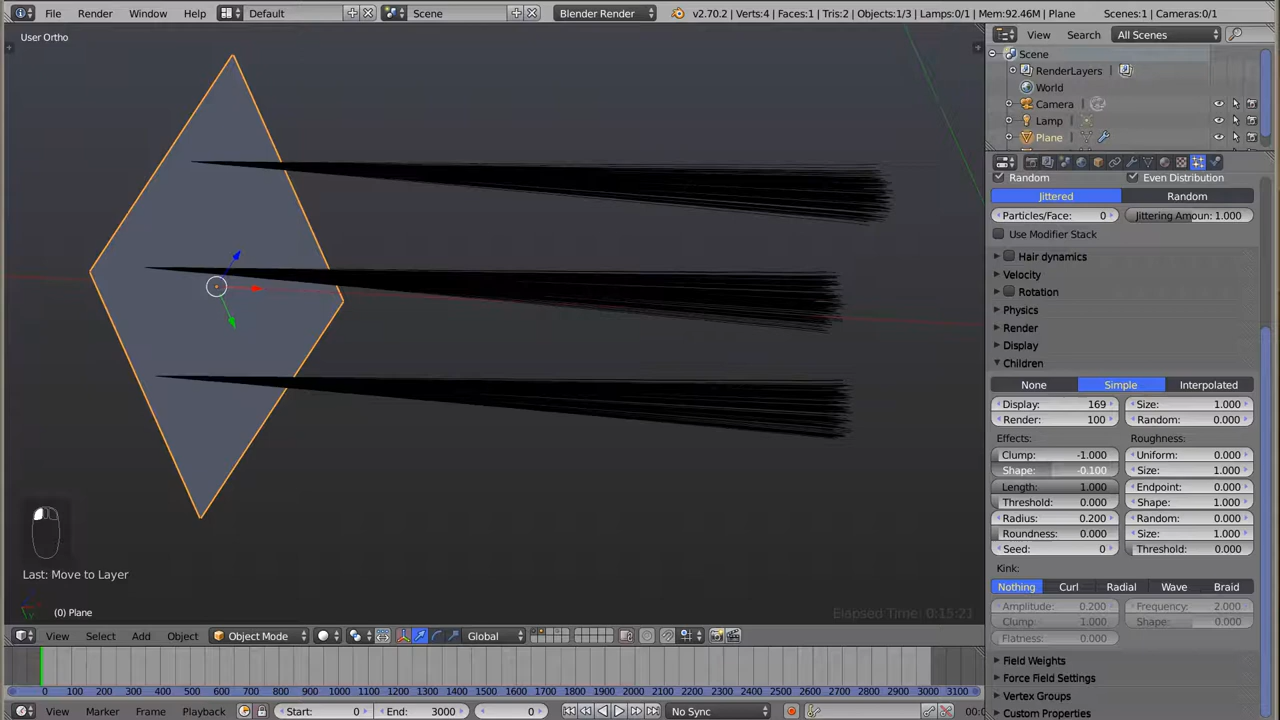 File Render Window Help Default Scene Blender Render v2.70.2 | Verts:4 | Faces:1 | Tris:2 | Objects:1/3 | Lamps:0/1 | Mem:92.46M | Plane Scenes:1 | Cameras:0/1
User Ortho
View Search All Scenes
Scene
RenderLayers
World
Camera
Lamp
Plane
Random Even Distribution
Jittered Random
Particles/Face: 0 Jittering Amoun: 1.000
Use Modifier Stack
Hair dynamics
Velocity
Rotation
Physics
Render
Display
Children
None Simple Interpolated
Display: 169 Size: 1.000
Render: 100 Random: 0.000
Effects: Roughness:
Clump: -1.000 Uniform: 0.000
Shape: -0.100 Size: 1.000
Length: 1.000 Endpoint: 0.000
Threshold: 0.000 Shape: 1.000
Radius: 0.200 Random: 0.000
Roundness: 0.000 Size: 1.000
Seed: 0 Threshold: 0.000
Kink:
Nothing Curl Radial Wave Braid
Amplitude: 0.200 Frequency: 2.000
Clump: 1.000 Shape: 0.000
Flatness: 0.000
Field Weights
Force Field Settings
Vertex Groups
Custom Properties
Last: Move to Layer
(0) Plane
Elapsed Time: 0:15:21
View Select Add Object Object Mode Global
0 100 200 300 400 500 600 700 800 900 1000 1100 1200 1300 1400 1500 1600 1700 1800 1900 2000 2100 2200 2300 2400 2500 2600 2700 2800 2900 3000 3100
View Marker Frame Playback Start: 0 End: 3000 0 No Sync